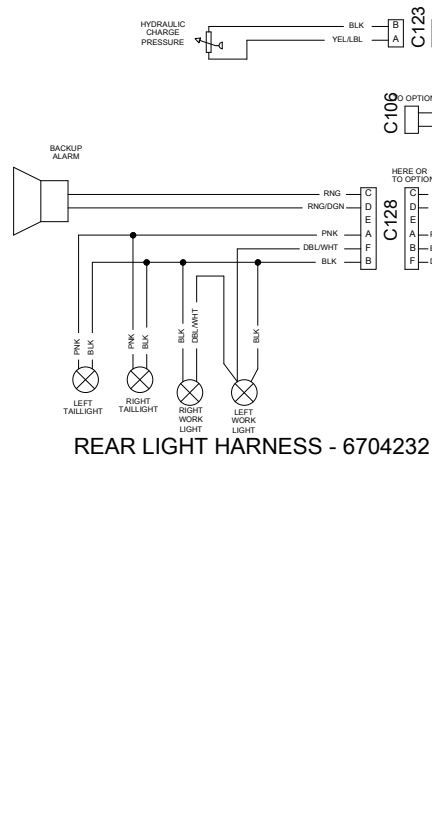 HYDRAULIC
CHARGE
PRESSURE
BLK
B
YEL/LBL
A
C123
C106
TO OPTION
BACKUP
ALARM
HERE OR
TO OPTION
RNG
C
RNG/DGN
D
E
PNK
A
DBL/WHT
F
BLK
B
C128
C
D
E
A
B
F
PNK
BLK
PNK
BLK
BLK
DBL/WHT
BLK
LEFT
TAILLIGHT
RIGHT
TAILLIGHT
RIGHT
WORK
LIGHT
LEFT
WORK
LIGHT
REAR LIGHT HARNESS - 6704232